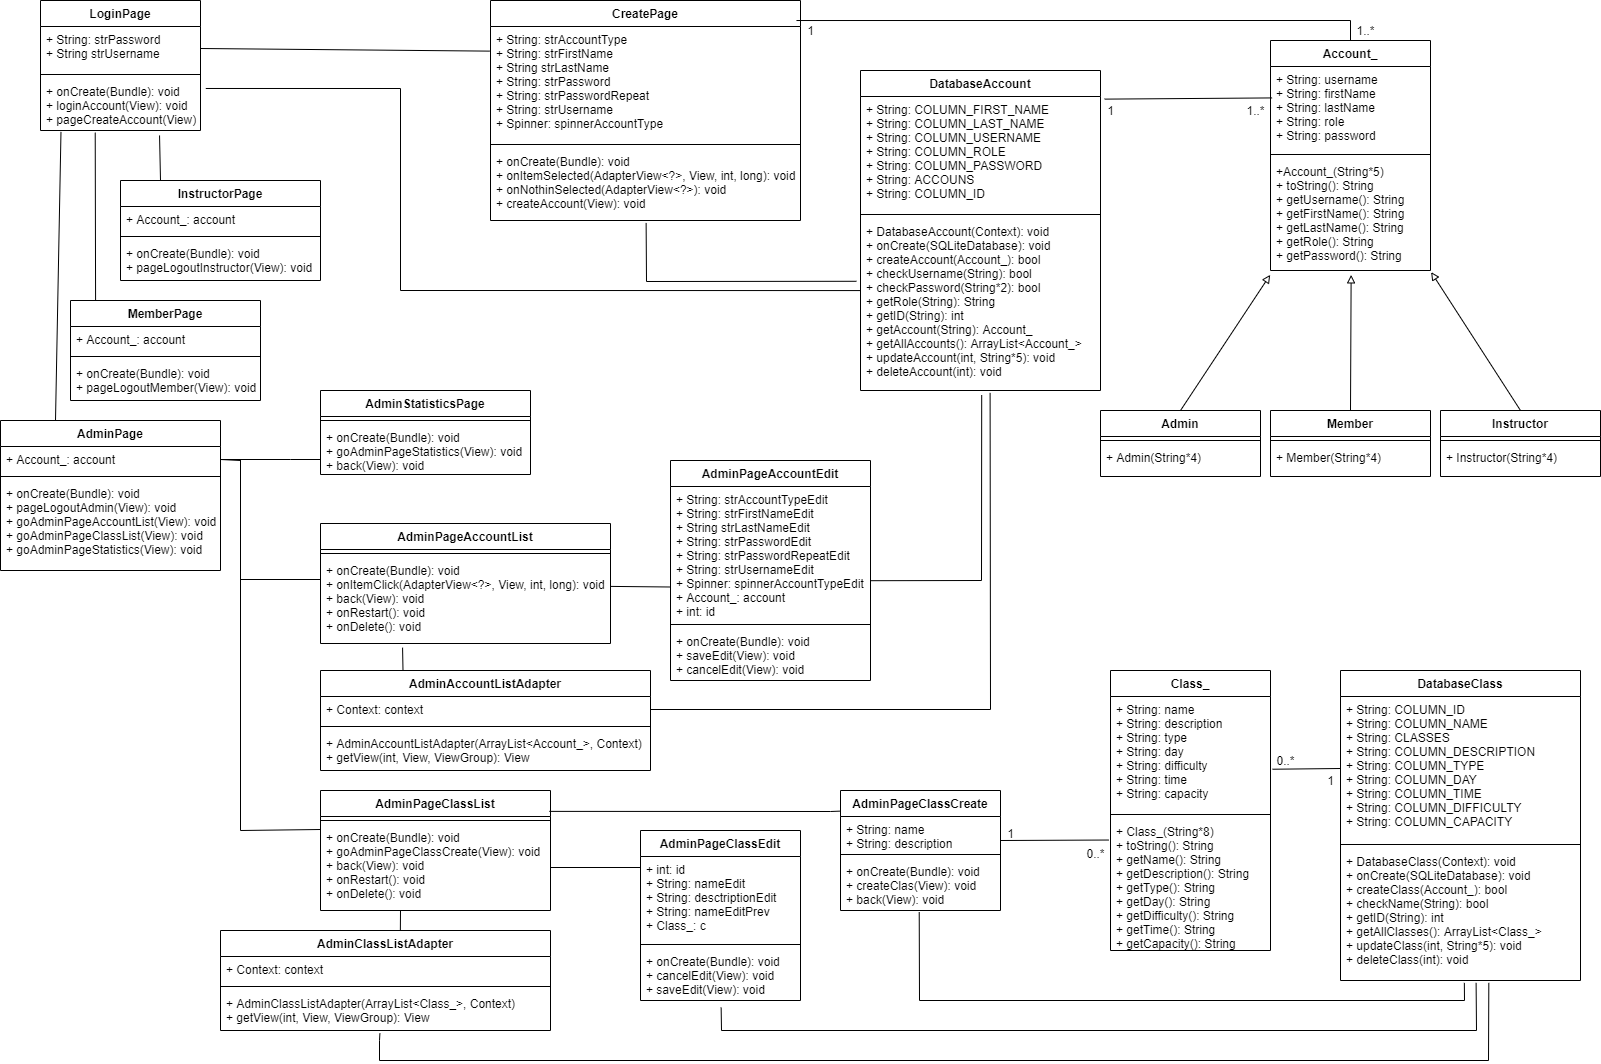 LoginPage
+ String: strPassword
+ String strUsername
+ onCreate(Bundle): void
+ loginAccount(View): void
+ pageCreateAccount(View)
CreatePage
+ String: strAccountType
+ String: strFirstName
+ String strLastName
+ String: strPassword
+ String: strPasswordRepeat
+ String: strUsername
+ Spinner: spinnerAccountType
+ onCreate(Bundle): void
+ onItemSelected(AdapterView<?>, View, int, long): void
+ onNothinSelected(AdapterView<?>): void
+ createAccount(View): void
1
1..*
DatabaseAccount
+ String: COLUMN_FIRST_NAME
+ String: COLUMN_LAST_NAME
+ String: COLUMN_USERNAME
+ String: COLUMN_ROLE
+ String: COLUMN_PASSWORD
+ String: ACCOUNS
+ String: COLUMN_ID
+ DatabaseAccount(Context): void
+ onCreate(SQLiteDatabase): void
+ createAccount(Account_): bool
+ checkUsername(String): bool
+ checkPassword(String*2): bool
+ getRole(String): String
+ getID(String): int
+ getAccount(String): Account_
+ getAllAccounts(): ArrayList<Account_>
+ updateAccount(int, String*5): void
+ deleteAccount(int): void
1
1..*
Account_
+ String: username
+ String: firstName
+ String: lastName
+ String: role
+ String: password
+Account_(String*5)
+ toString(): String
+ getUsername(): String
+ getFirstName(): String
+ getLastName(): String
+ getRole(): String
+ getPassword(): String
InstructorPage
+ Account_: account
+ onCreate(Bundle): void
+ pageLogoutInstructor(View): void
MemberPage
+ Account_: account
+ onCreate(Bundle): void
+ pageLogoutMember(View): void
AdminPage
+ Account_: account
+ onCreate(Bundle): void
+ pageLogoutAdmin(View): void
+ goAdminPageAccountList(View): void
+ goAdminPageClassList(View): void
+ goAdminPageStatistics(View): void
AdminStatisticsPage
+ onCreate(Bundle): void
+ goAdminPageStatistics(View): void
+ back(View): void
Admin
+ Admin(String*4)
Member
+ Member(String*4)
Instructor
+ Instructor(String*4)
AdminPageAccountList
+ onCreate(Bundle): void
+ onItemClick(AdapterView<?>, View, int, long): void
+ back(View): void
+ onRestart(): void
+ onDelete(): void
AdminPageAccountEdit
+ String: strAccountTypeEdit
+ String: strFirstNameEdit
+ String strLastNameEdit
+ String: strPasswordEdit
+ String: strPasswordRepeatEdit
+ String: strUsernameEdit
+ Spinner: spinnerAccountTypeEdit
+ Account_: account
+ int: id
+ onCreate(Bundle): void
+ saveEdit(View): void
+ cancelEdit(View): void
AdminAccountListAdapter
+ Context: context
+ AdminAccountListAdapter(ArrayList<Account_>, Context)
+ getView(int, View, ViewGroup): View
AdminPageClassList
+ onCreate(Bundle): void
+ goAdminPageClassCreate(View): void
+ back(View): void
+ onRestart(): void
+ onDelete(): void
AdminPageClassEdit
+ int: id
+ String: nameEdit
+ String: desctriptionEdit
+ String: nameEditPrev
+ Class_: c
+ onCreate(Bundle): void
+ cancelEdit(View): void
+ saveEdit(View): void
AdminPageClassCreate
+ String: name
+ String: description
+ onCreate(Bundle): void
+ createClas(View): void
+ back(View): void
1
0..*
Class_
+ String: name
+ String: description
+ String: type
+ String: day
+ String: difficulty
+ String: time
+ String: capacity
+ Class_(String*8)
+ toString(): String
+ getName(): String
+ getDescription(): String
+ getType(): String
+ getDay(): String
+ getDifficulty(): String
+ getTime(): String
+ getCapacity(): String
0..*
1
DatabaseClass
+ String: COLUMN_ID
+ String: COLUMN_NAME
+ String: CLASSES
+ String: COLUMN_DESCRIPTION
+ String: COLUMN_TYPE
+ String: COLUMN_DAY
+ String: COLUMN_TIME
+ String: COLUMN_DIFFICULTY
+ String: COLUMN_CAPACITY
+ DatabaseClass(Context): void
+ onCreate(SQLiteDatabase): void
+ createClass(Account_): bool
+ checkName(String): bool
+ getID(String): int
+ getAllClasses(): ArrayList<Class_>
+ updateClass(int, String*5): void
+ deleteClass(int): void
AdminClassListAdapter
+ Context: context
+ AdminClassListAdapter(ArrayList<Class_>, Context)
+ getView(int, View, ViewGroup): View